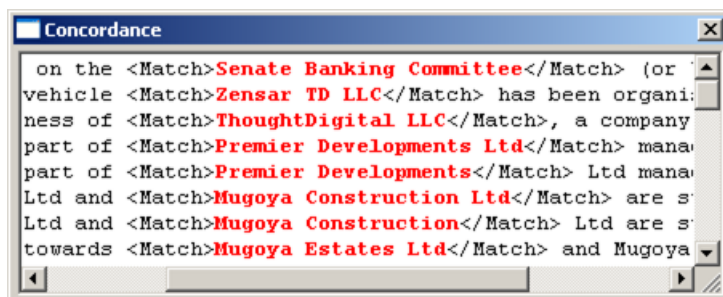 Concordance
on the <Match>Senate Banking Committee</Match> (or
vehicle <Match>Zensar TD LLC</Match> has been organi
ness of <Match>ThoughtDigital LLC</Match>, a company
part of <Match>Premier Developments Ltd</Match> mana
part of <Match>Premier Developments</Match> Ltd mana
Ltd and <Match>Mugoya Construction Ltd</Match> are s
Ltd and <Match>Mugoya Construction</Match> Ltd are s
towards <Match>Mugoya Estates Ltd</Match> and Mugoya